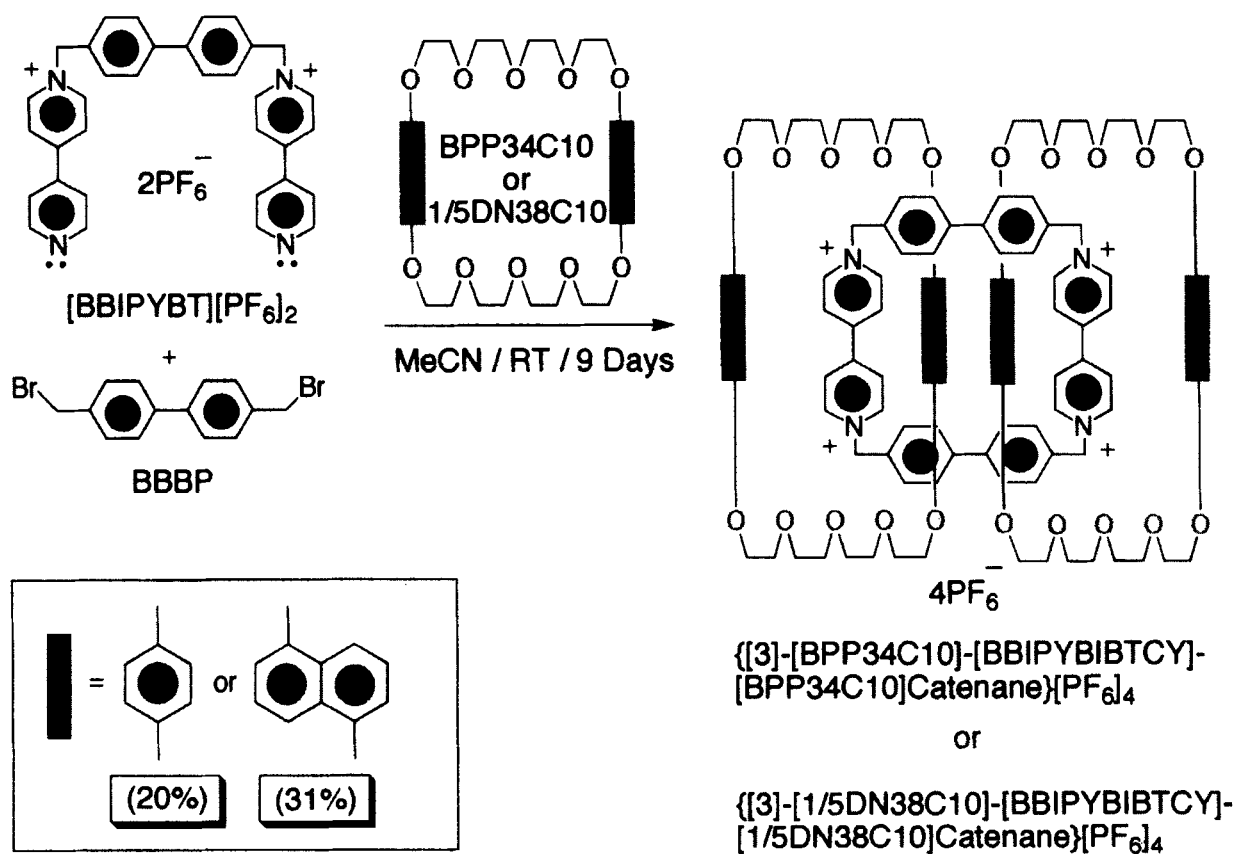 +
N
N
+
2PF6−
N
N
[BBIPYBT][PF6]2
+
Br
Br
BBBP
O O O O O
BPP34C10
or
1/5DN38C10
O O O O O
MeCN / RT / 9 Days
O O O O O
O O O O O
+
N
N
+
N
N
+
+
O O O O O
O O O O O
4PF6−
{[3]-[BPP34C10]-[BBIPYBIBTCY]-
[BPP34C10]Catenane}[PF6]4
or
{[3]-[1/5DN38C10]-[BBIPYBIBTCY]-
[1/5DN38C10]Catenane}[PF6]4
=
or
(20%)
(31%)